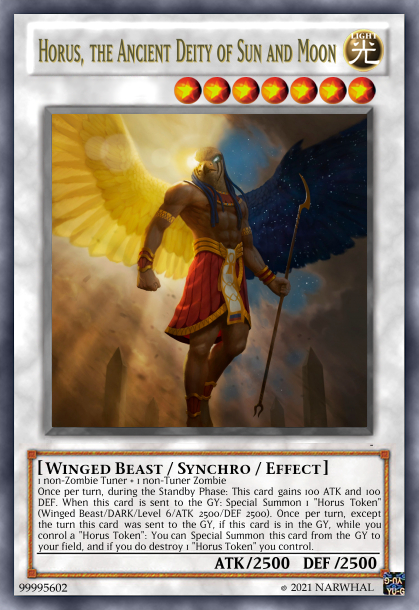 HORUS, THE ANCIENT DEITY OF SUN AND MOON
LIGHT
光
[ WINGED BEAST / SYNCHRO / EFFECT ]
1 non-Zombie Tuner + 1 non-Tuner Zombie
Once per turn, during the Standby Phase: This card gains 100 ATK and 100
DEF. When this card is sent to the GY: Special Summon 1 "Horus Token"
(Winged Beast/DARK/Level 6/ATK 2500/DEF 2500). Once per turn, except
the turn this card was sent to the GY, if this card is in the GY, while you
conrol a "Horus Token": You can Special Summon this card from the GY to
your field, and if you do destroy 1 "Horus Token" you control.
ATK/2500 DEF/2500
99995602
© 2021 NARWHAL
YU-G
YU-G